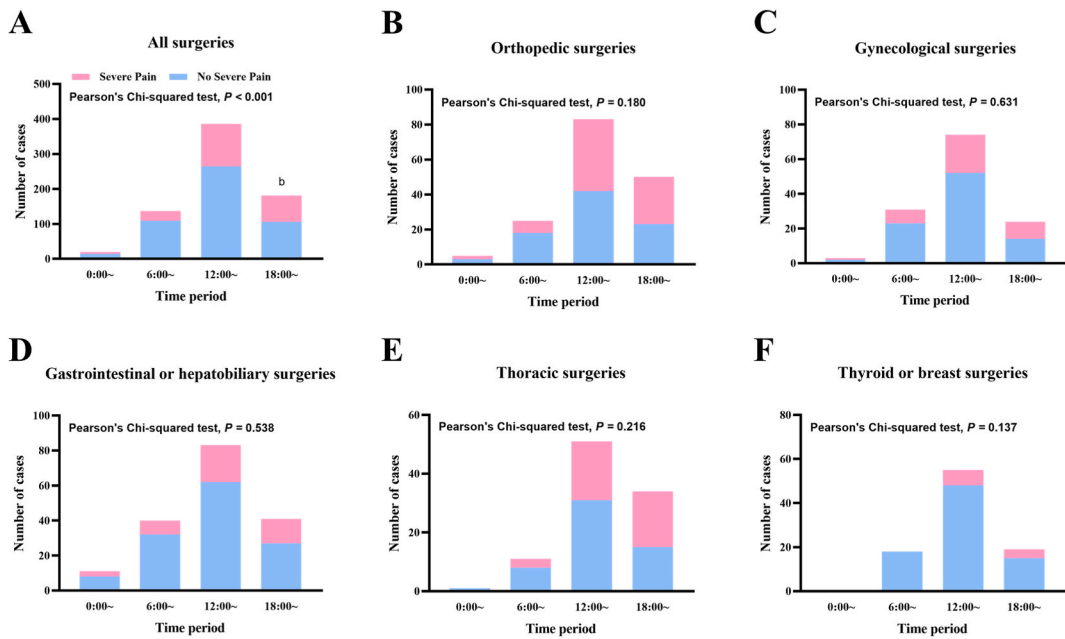 A
All surgeries
Severe Pain No Severe Pain
Pearson's Chi-squared test, P < 0.001
Number of cases
500
400
300
200
100
0
b
0:00~ 6:00~ 12:00~ 18:00~
Time period
B
Orthopedic surgeries
Pearson's Chi-squared test, P = 0.180
Number of cases
100
80
60
40
20
0
0:00~ 6:00~ 12:00~ 18:00~
Time period
C
Gynecological surgeries
Pearson's Chi-squared test, P = 0.631
Number of cases
100
80
60
40
20
0
0:00~ 6:00~ 12:00~ 18:00~
Time period
D
Gastrointestinal or hepatobiliary surgeries
Pearson's Chi-squared test, P = 0.538
Number of cases
100
80
60
40
20
0
0:00~ 6:00~ 12:00~ 18:00~
Time period
E
Thoracic surgeries
Pearson's Chi-squared test, P = 0.216
Number of cases
60
40
20
0
0:00~ 6:00~ 12:00~ 18:00~
Time period
F
Thyroid or breast surgeries
Pearson's Chi-squared test, P = 0.137
Number of cases
80
60
40
20
0
0:00~ 6:00~ 12:00~ 18:00~
Time period